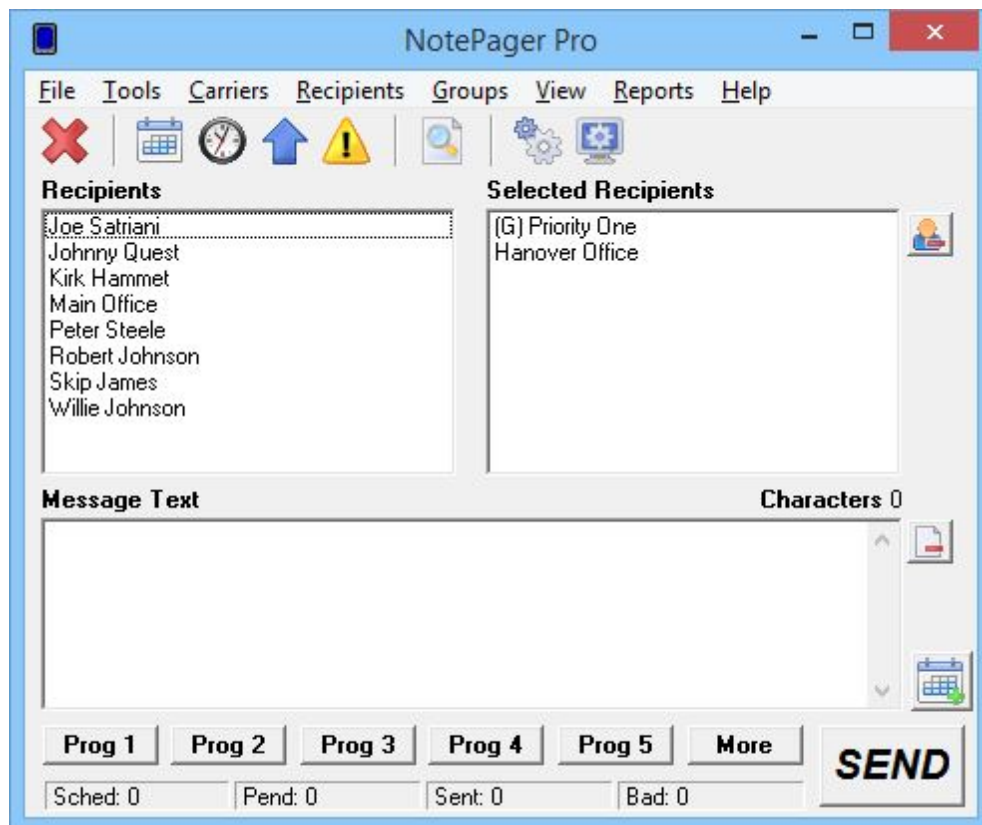 NotePager Pro
File Tools Carriers Recipients Groups View Reports Help
Recipients
Joe Satriani
Johnny Quest
Kirk Hammet
Main Office
Peter Steele
Robert Johnson
Skip James
Willie Johnson
Selected Recipients
(G) Priority One
Hanover Office
Message Text
Characters 0
Prog 1 Prog 2 Prog 3 Prog 4 Prog 5 More
SEND
Sched: 0 Pend: 0 Sent: 0 Bad: 0